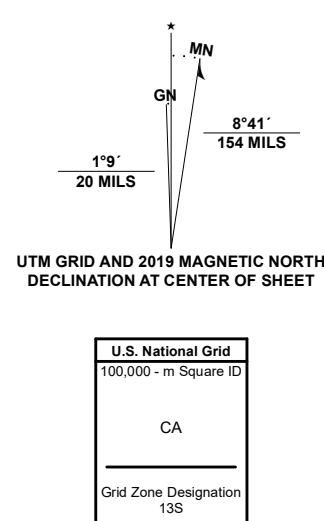 ★
MN
GN
8°41´
154 MILS
1°9´
20 MILS
UTM GRID AND 2019 MAGNETIC NORTH
DECLINATION AT CENTER OF SHEET
U.S. National Grid
100,000 - m Square ID
CA
Grid Zone Designation
13S